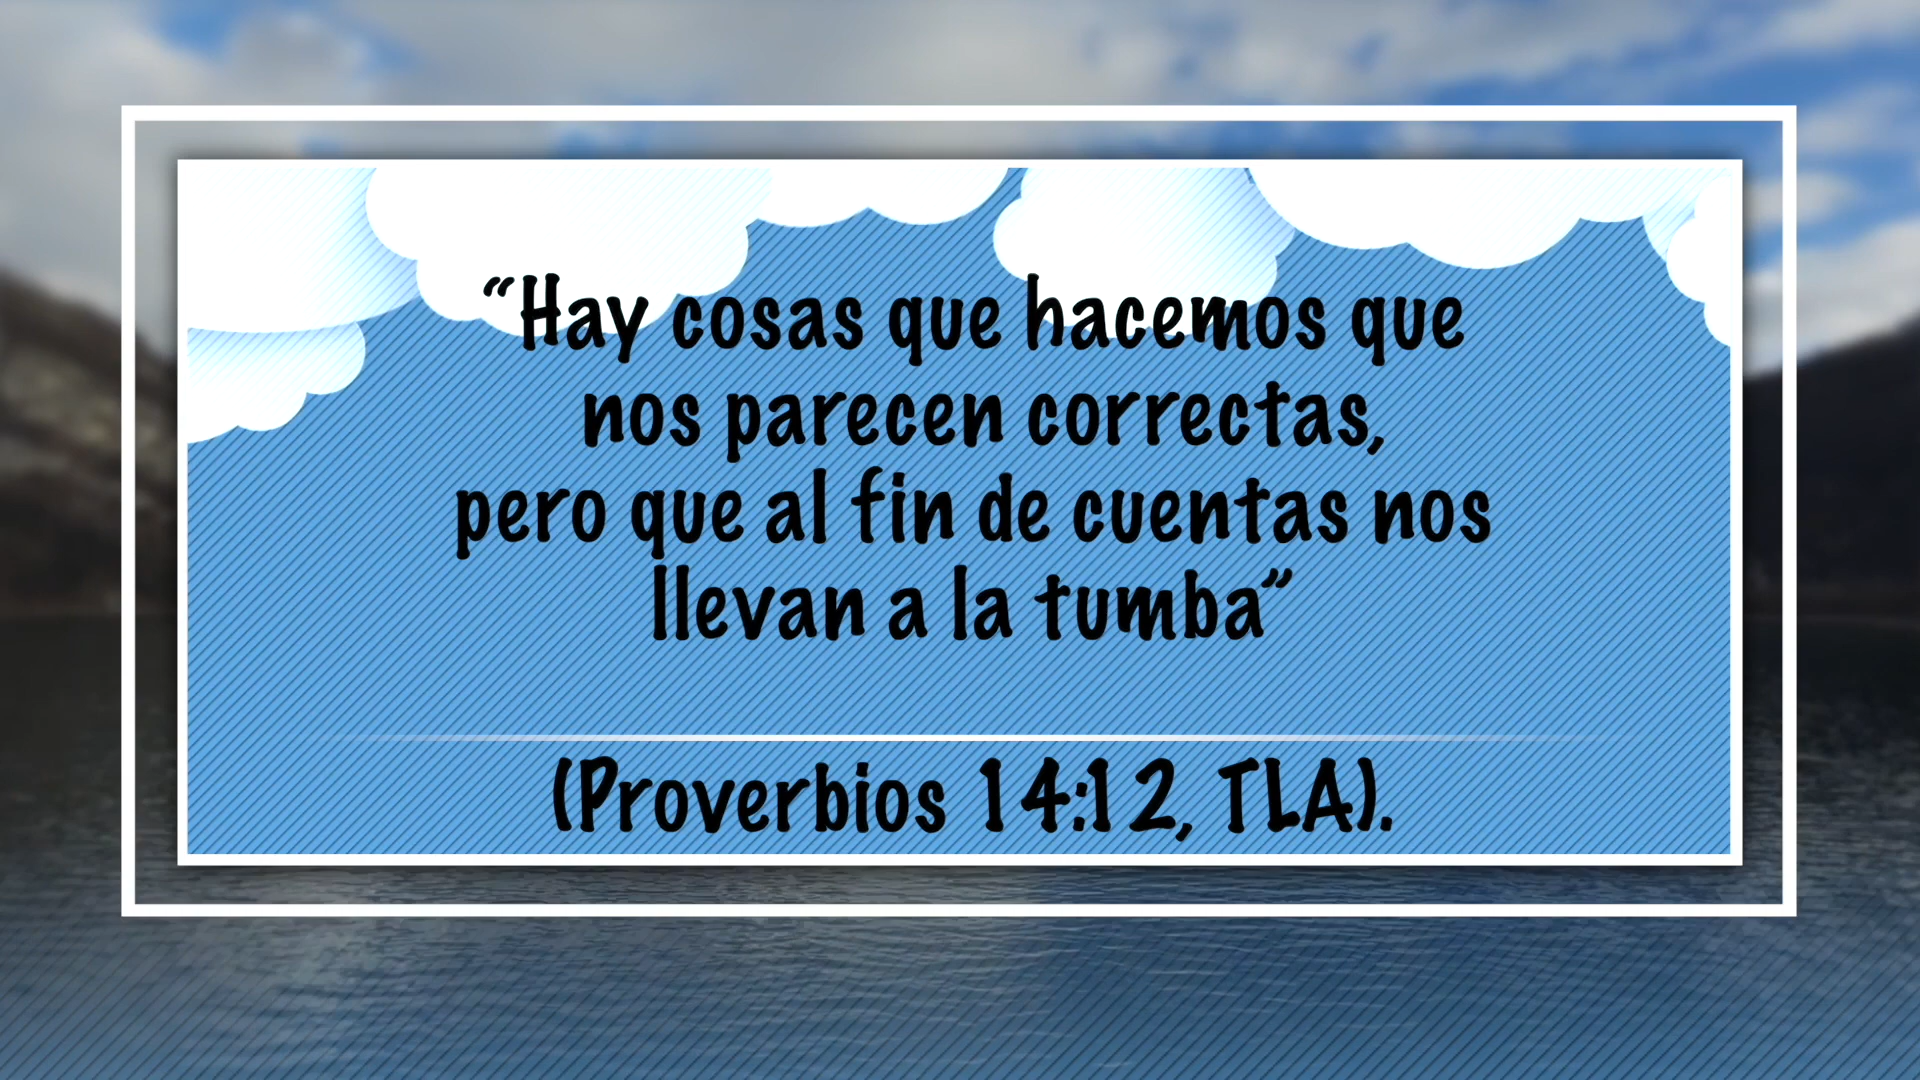 “Hay cosas que hacemos que
nos parecen correctas,
pero que al fin de cuentas nos
llevan a la tumba”
(Proverbios 14:12, TLA).